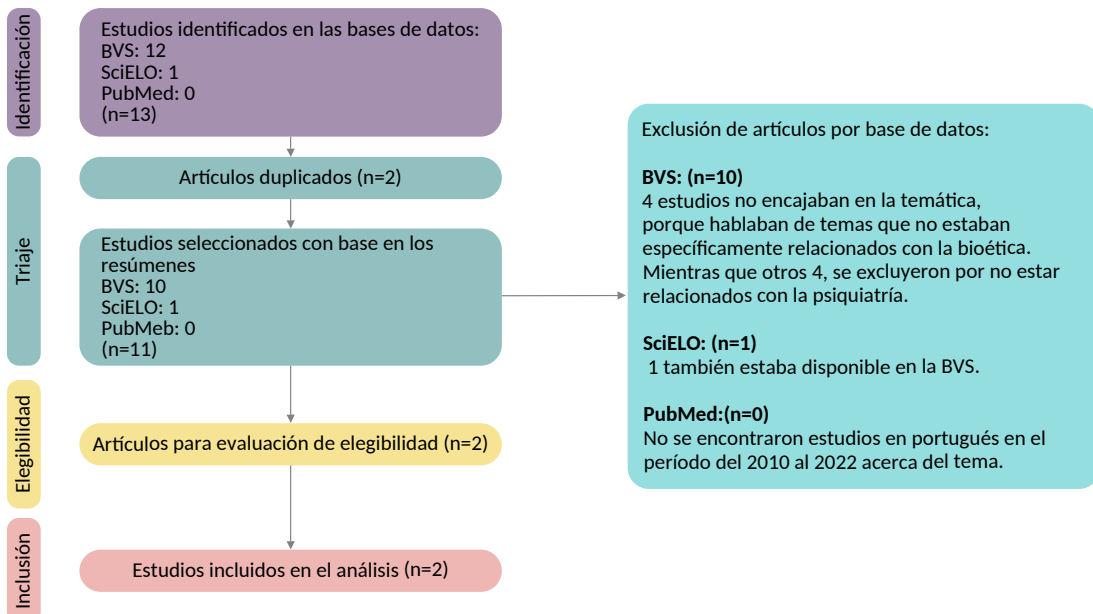 Identificación
Estudios identificados en las bases de datos:
BVS: 12
SciELO: 1
PubMed: 0
(n=13)
Triaje
Artículos duplicados (n=2)
Estudios seleccionados con base en los
resúmenes
BVS: 10
SciELO: 1
PubMeb: 0
(n=11)
Exclusión de artículos por base de datos:
BVS: (n=10)
4 estudios no encajaban en la temática,
porque hablaban de temas que no estaban
específicamente relacionados con la bioética.
Mientras que otros 4, se excluyeron por no estar
relacionados con la psiquiatría.
SciELO: (n=1)
1 también estaba disponible en la BVS.
PubMed:(n=0)
No se encontraron estudios en portugués en el
período del 2010 al 2022 acerca del tema.
Elegibilidad
Artículos para evaluación de elegibilidad (n=2)
Inclusión
Estudios incluidos en el análisis (n=2)